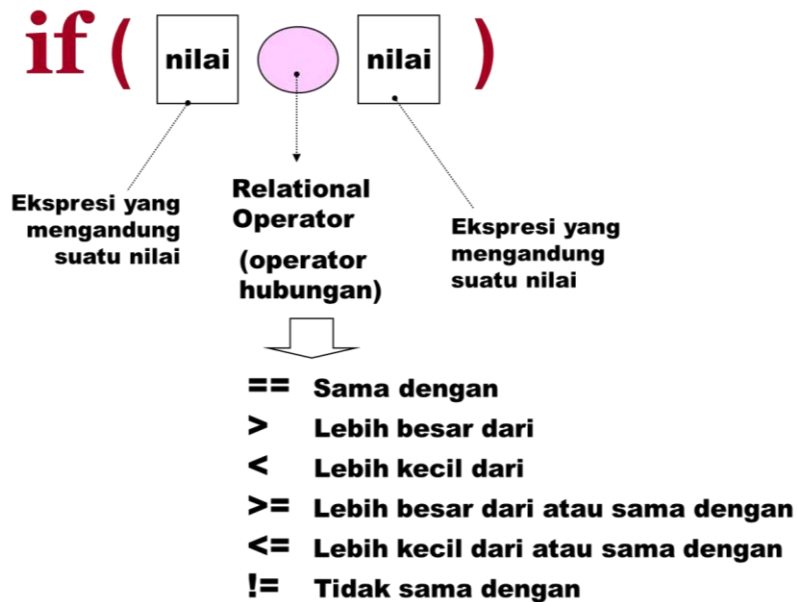 if ( nilai nilai )
Ekspresi yang
mengandung
suatu nilai
Relational
Operator
(operator
hubungan)
Ekspresi yang
mengandung
suatu nilai
== Sama dengan
> Lebih besar dari
< Lebih kecil dari
>= Lebih besar dari atau sama dengan
<= Lebih kecil dari atau sama dengan
!= Tidak sama dengan